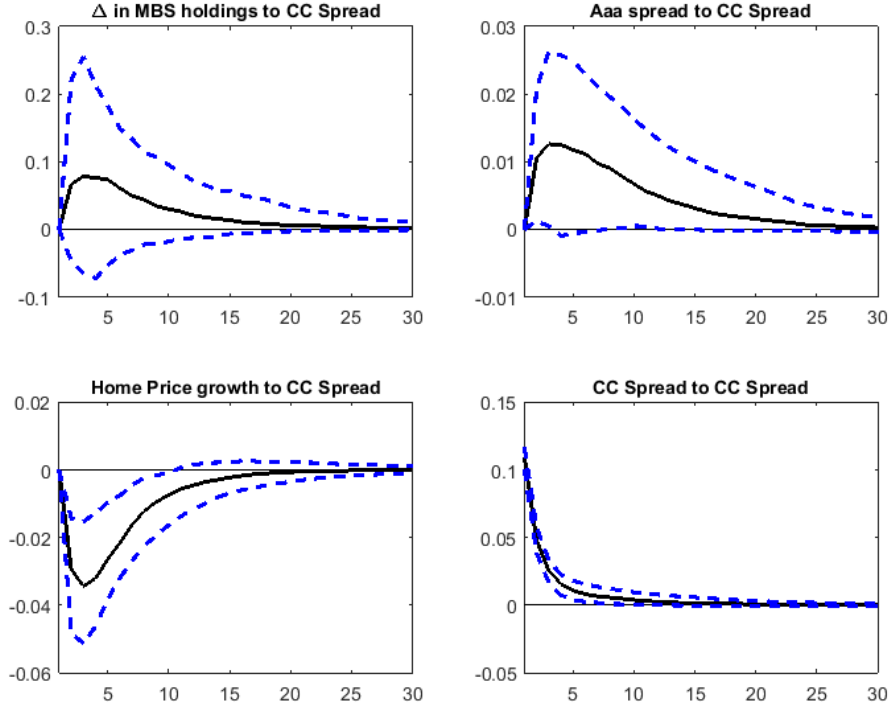 Δ in MBS holdings to CC Spread
0.3
0.2
0.1
0
-0.1
5 10 15 20 25 30
Aaa spread to CC Spread
0.03
0.02
0.01
0
-0.01
5 10 15 20 25 30
Home Price growth to CC Spread
0.02
0
-0.02
-0.04
-0.06
5 10 15 20 25 30
CC Spread to CC Spread
0.15
0.1
0.05
0
-0.05
5 10 15 20 25 30